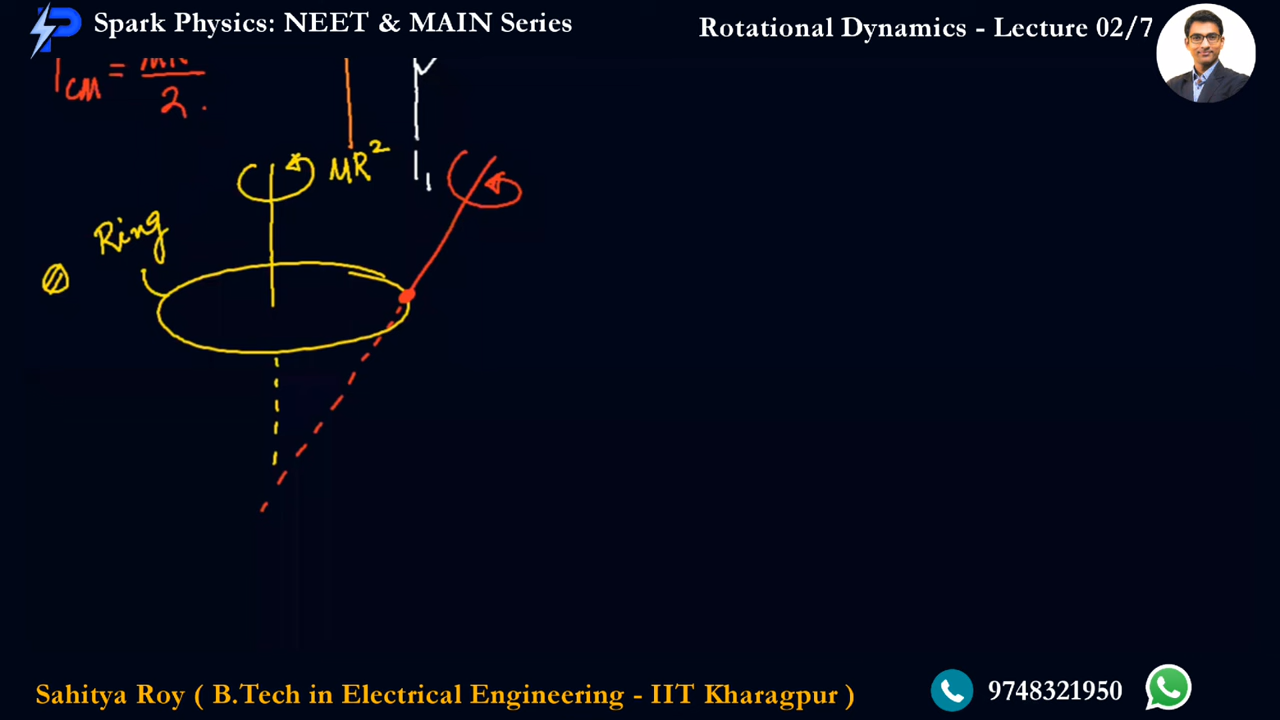 Spark Physics: NEET & MAIN Series
Rotational Dynamics - Lecture 02/7
I_CM = MR
2
MR²
I₁
Ring
Sahitya Roy ( B.Tech in Electrical Engineering - IIT Kharagpur )
9748321950